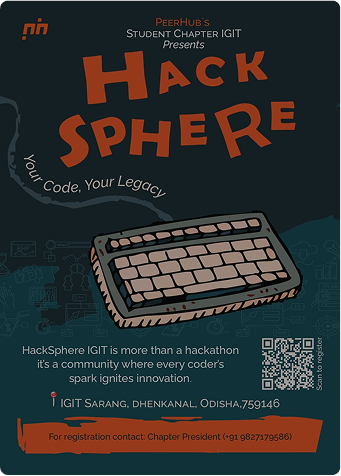 PeerHub's
Student Chapter IGIT
Presents
Hack
Sphere
Your Code, Your Legacy
HackSphere IGIT is more than a hackathon
it's a community where every coder's
spark ignites innovation.
Scan to register
IGIT Sarang, dhenkanal, Odisha,759146
For registration contact: Chapter President (+91 9827179586)